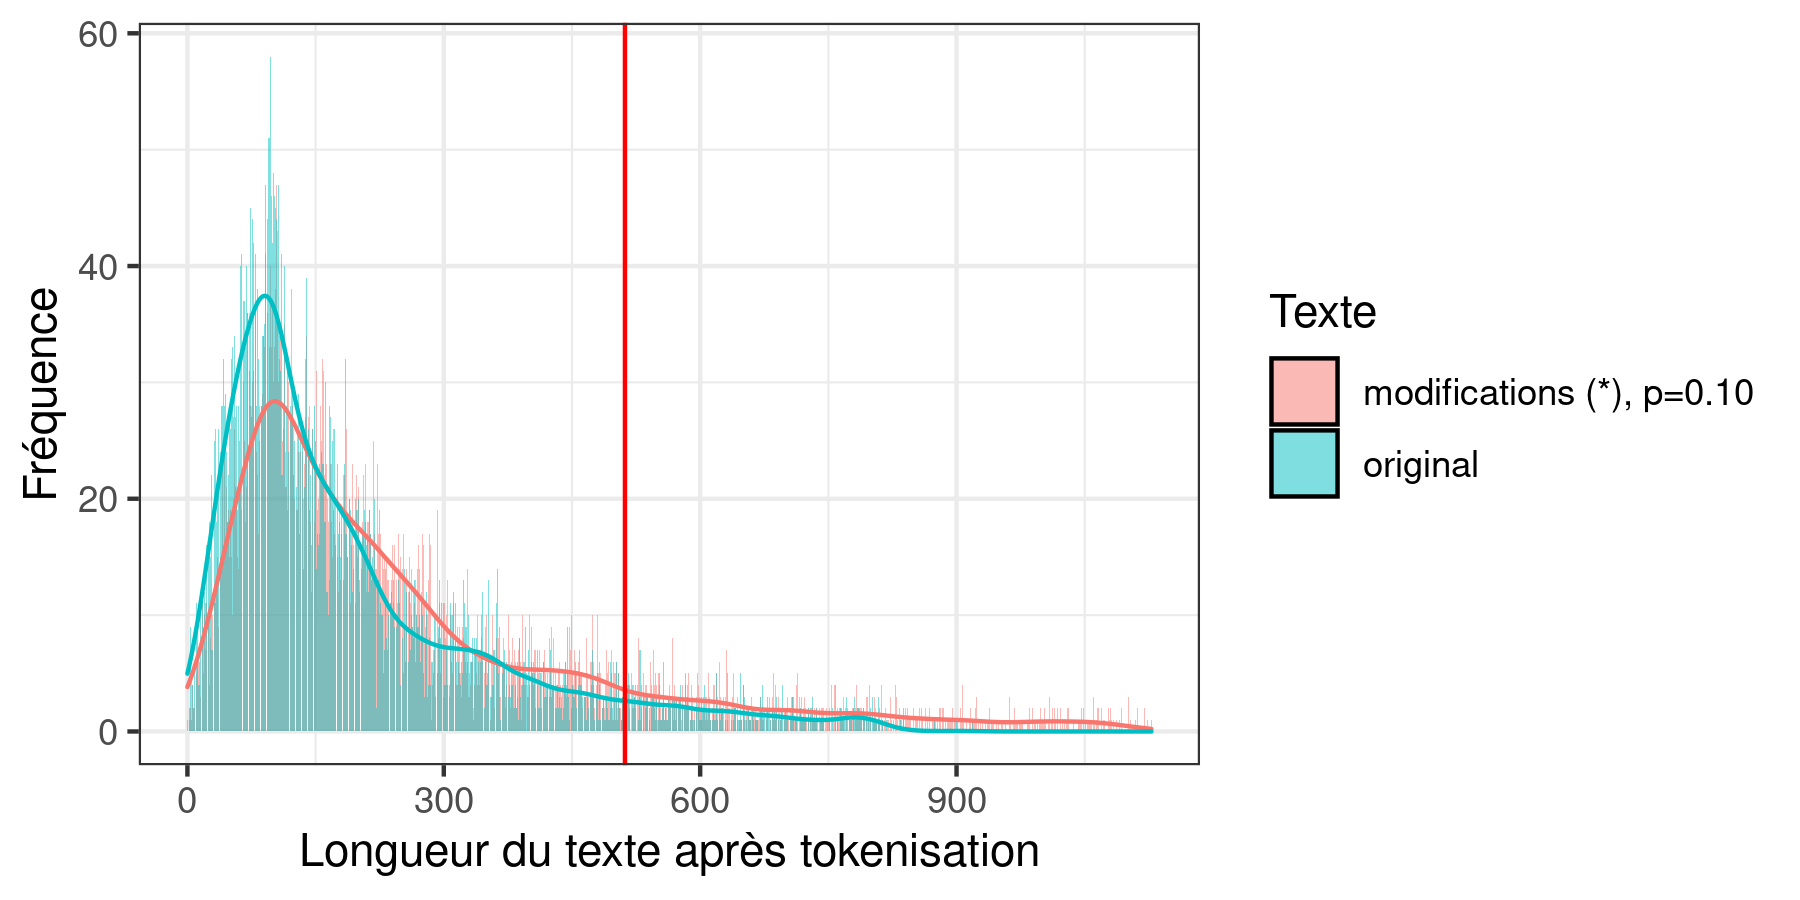 60
40
20
0
Fréquence
0 300 600 900
Longueur du texte après tokenisation
Texte
modifications (*), p=0.10
original